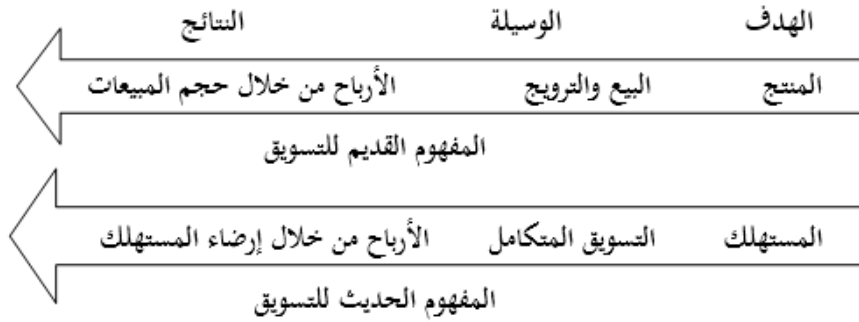 الهدف الوسيلة النتائج
المنتج البيع والترويج الأرباح من خلال حجم المبيعات
المفهوم القديم للتسويق
المستهلك التسويق المتكامل الأرباح من خلال إرضاء المستهلك
المفهوم الحديث للتسويق